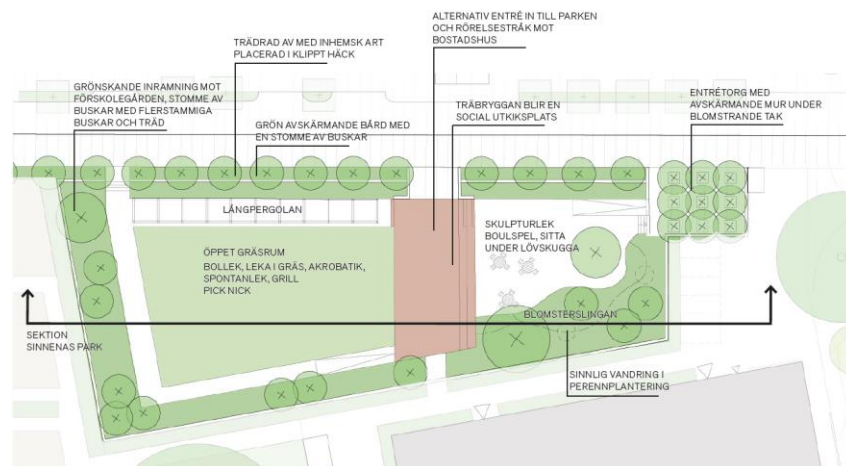 ALTERNATIV ENTRÉ IN TILL PARKEN
OCH RÖRELSESTRÅK MOT
BOSTADSHUS
TRÄDRAD AV MED INHEMSK ART
PLACERAD I KLIPPT HÄCK
GRÖNSKANDE INRAMNING MOT
FÖRSKOLEGÅRDEN, STOMME AV
BUSKAR MED FLERSTAMMIGA
BUSKAR OCH TRÄD
GRÖN AVSKÄRMANDE BÅRD MED
EN STOMME AV BUSKAR
TRÄBRYGGAN BLIR EN
SOCIAL UTKIKSPLATS
ENTRÉTORG MED
AVSKÄRMANDE MUR UNDER
BLOMSTRANDE TAK
LÅNGPERGOLAN
ÖPPET GRÄSRUM
BOLLEK, LEKA I GRÄS, AKROBATIK,
SPONTANLEK, GRILL
PICK NICK
SKULPTURLEK
BOULSPEL, SITTA
UNDER LÖVSKUGGA
BLOMSTERSLINGAN
SEKTION
SINNENAS PARK
SINNLIG VANDRING I
PERENNPLANTERING